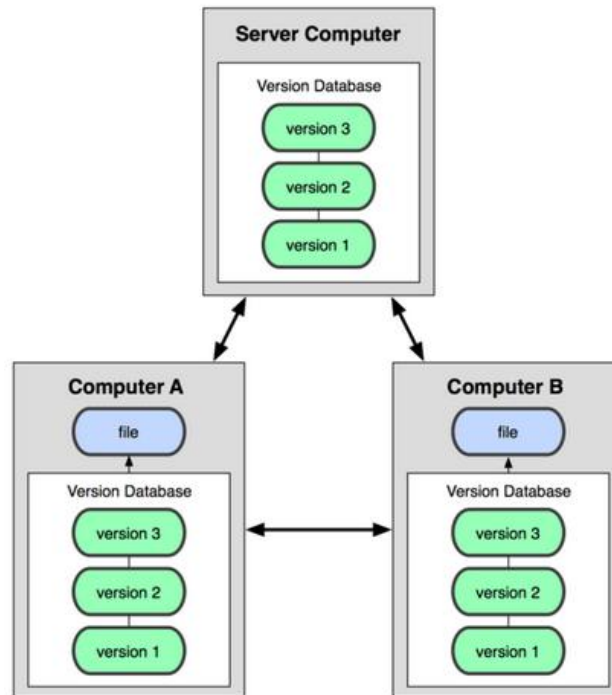 Server Computer
Version Database
version 3
version 2
version 1
Computer A
file
Version Database
version 3
version 2
version 1
Computer B
file
Version Database
version 3
version 2
version 1